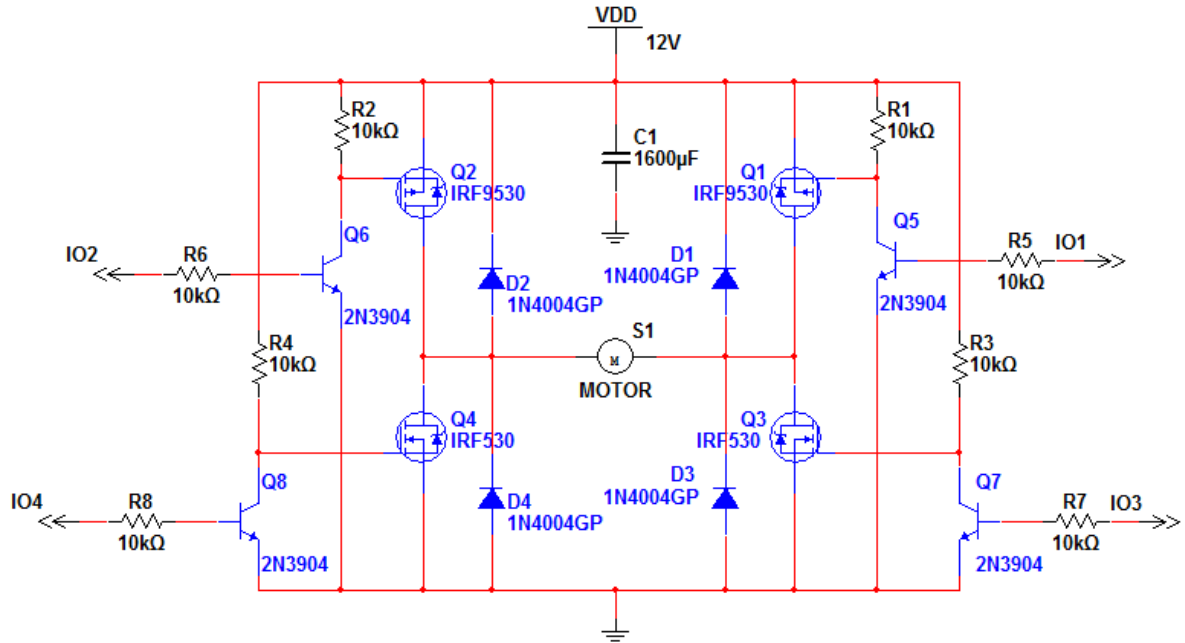 VDD
12V
R2
10kΩ
R1
10kΩ
C1
1600µF
Q2
IRF9530
Q1
IRF9530
Q6
Q5
IO2
R6
10kΩ
R5
IO1
10kΩ
D2
1N4004GP
D1
1N4004GP
2N3904
2N3904
R4
10kΩ
S1
M
MOTOR
R3
10kΩ
Q4
IRF530
Q3
IRF530
Q8
Q7
IO4
R8
10kΩ
D4
1N4004GP
D3
1N4004GP
R7
IO3
10kΩ
2N3904
2N3904